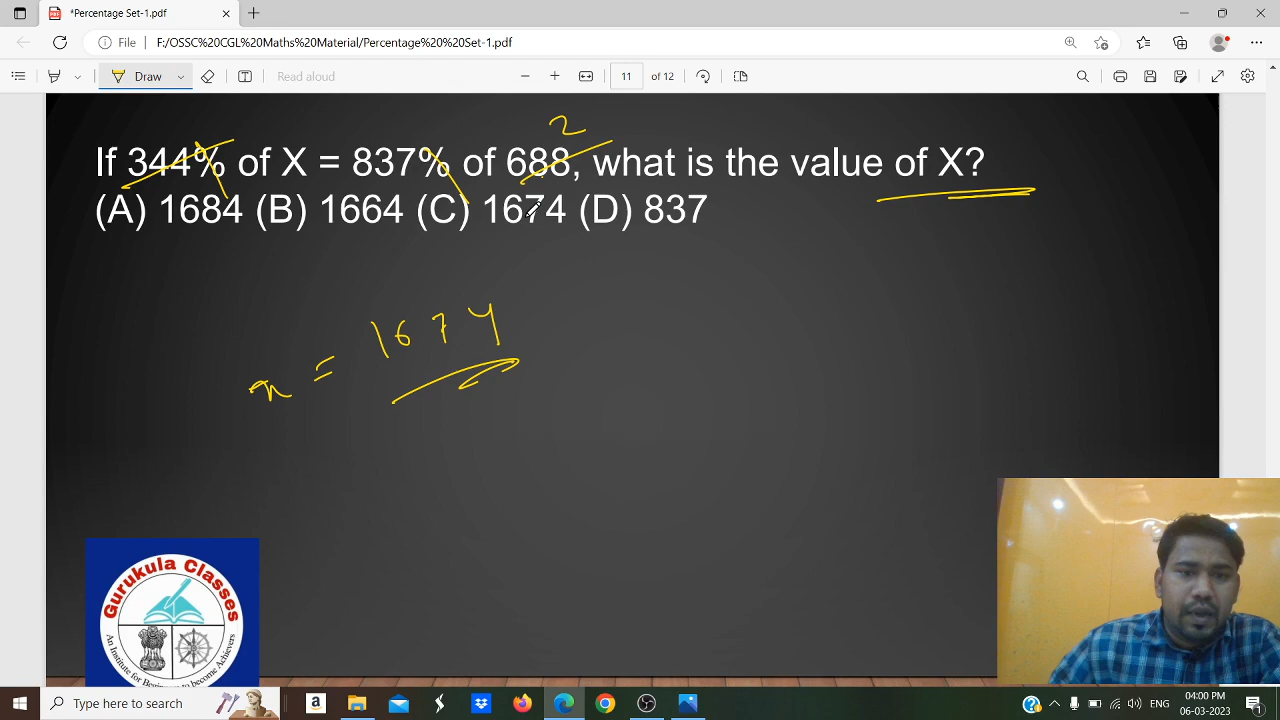 *Percentage Set-1.pdf
File
F:/OSSC%20CGL%20Maths%20Material/Percentage%20%20Set-1.pdf
Draw
Read aloud
11
of 12
2
If 344% of X = 837% of 688, what is the value of X?
(A) 1684 (B) 1664 (C) 1674 (D) 837
x = 1674
Gurukula Classes
An Institute for Beginners to become Achievers
Type here to search
ENG
04:00 PM
06-03-2023